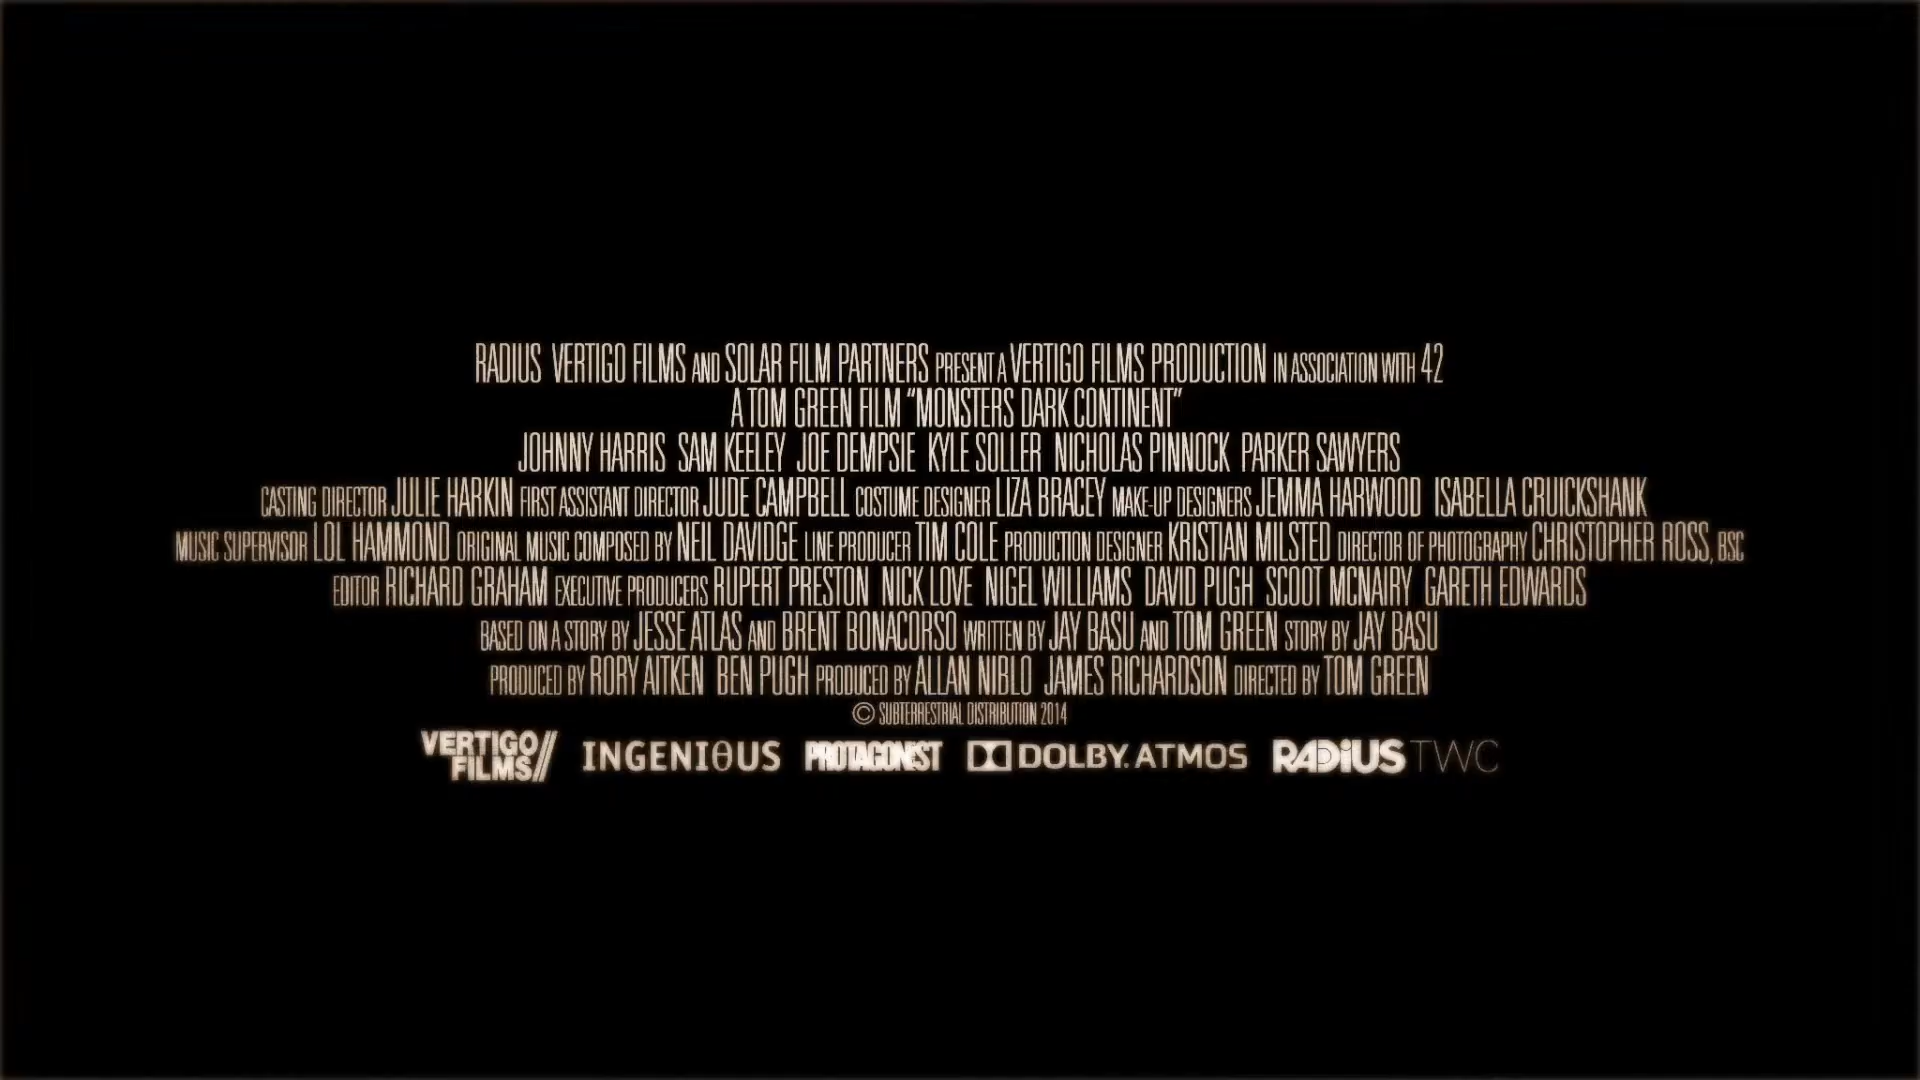 RADIUS VERTIGO FILMS AND SOLAR FILM PARTNERS PRESENT A VERTIGO FILMS PRODUCTION IN ASSOCIATION WITH 42
A TOM GREEN FILM “MONSTERS DARK CONTINENT”
JOHNNY HARRIS SAM KEELEY JOE DEMPSIE KYLE SOLLER NICHOLAS PINNOCK PARKER SAWYERS
CASTING DIRECTOR JULIE HARKIN FIRST ASSISTANT DIRECTOR JUDE CAMPBELL COSTUME DESIGNER LIZA BRACEY MAKE-UP DESIGNERS JEMMA HARWOOD ISABELLA CRUICKSHANK
MUSIC SUPERVISOR LOL HAMMOND ORIGINAL MUSIC COMPOSED BY NEIL DAVIDGE LINE PRODUCER TIM COLE PRODUCTION DESIGNER KRISTIAN MILSTED DIRECTOR OF PHOTOGRAPHY CHRISTOPHER ROSS, BSC
EDITOR RICHARD GRAHAM EXECUTIVE PRODUCERS RUPERT PRESTON NICK LOVE NIGEL WILLIAMS DAVID PUGH SCOOT MCNAIRY GARETH EDWARDS
BASED ON A STORY BY JESSE ATLAS AND BRENT BONACORSO WRITTEN BY JAY BASU AND TOM GREEN STORY BY JAY BASU
PRODUCED BY RORY AITKEN BEN PUGH PRODUCED BY ALLAN NIBLO JAMES RICHARDSON DIRECTED BY TOM GREEN
© SUBTERRESTRIAL DISTRIBUTION 2014
VERTIGO FILMS// INGENIθUS PROTAGONIST DOLBY. ATMOS RADiUS TWC